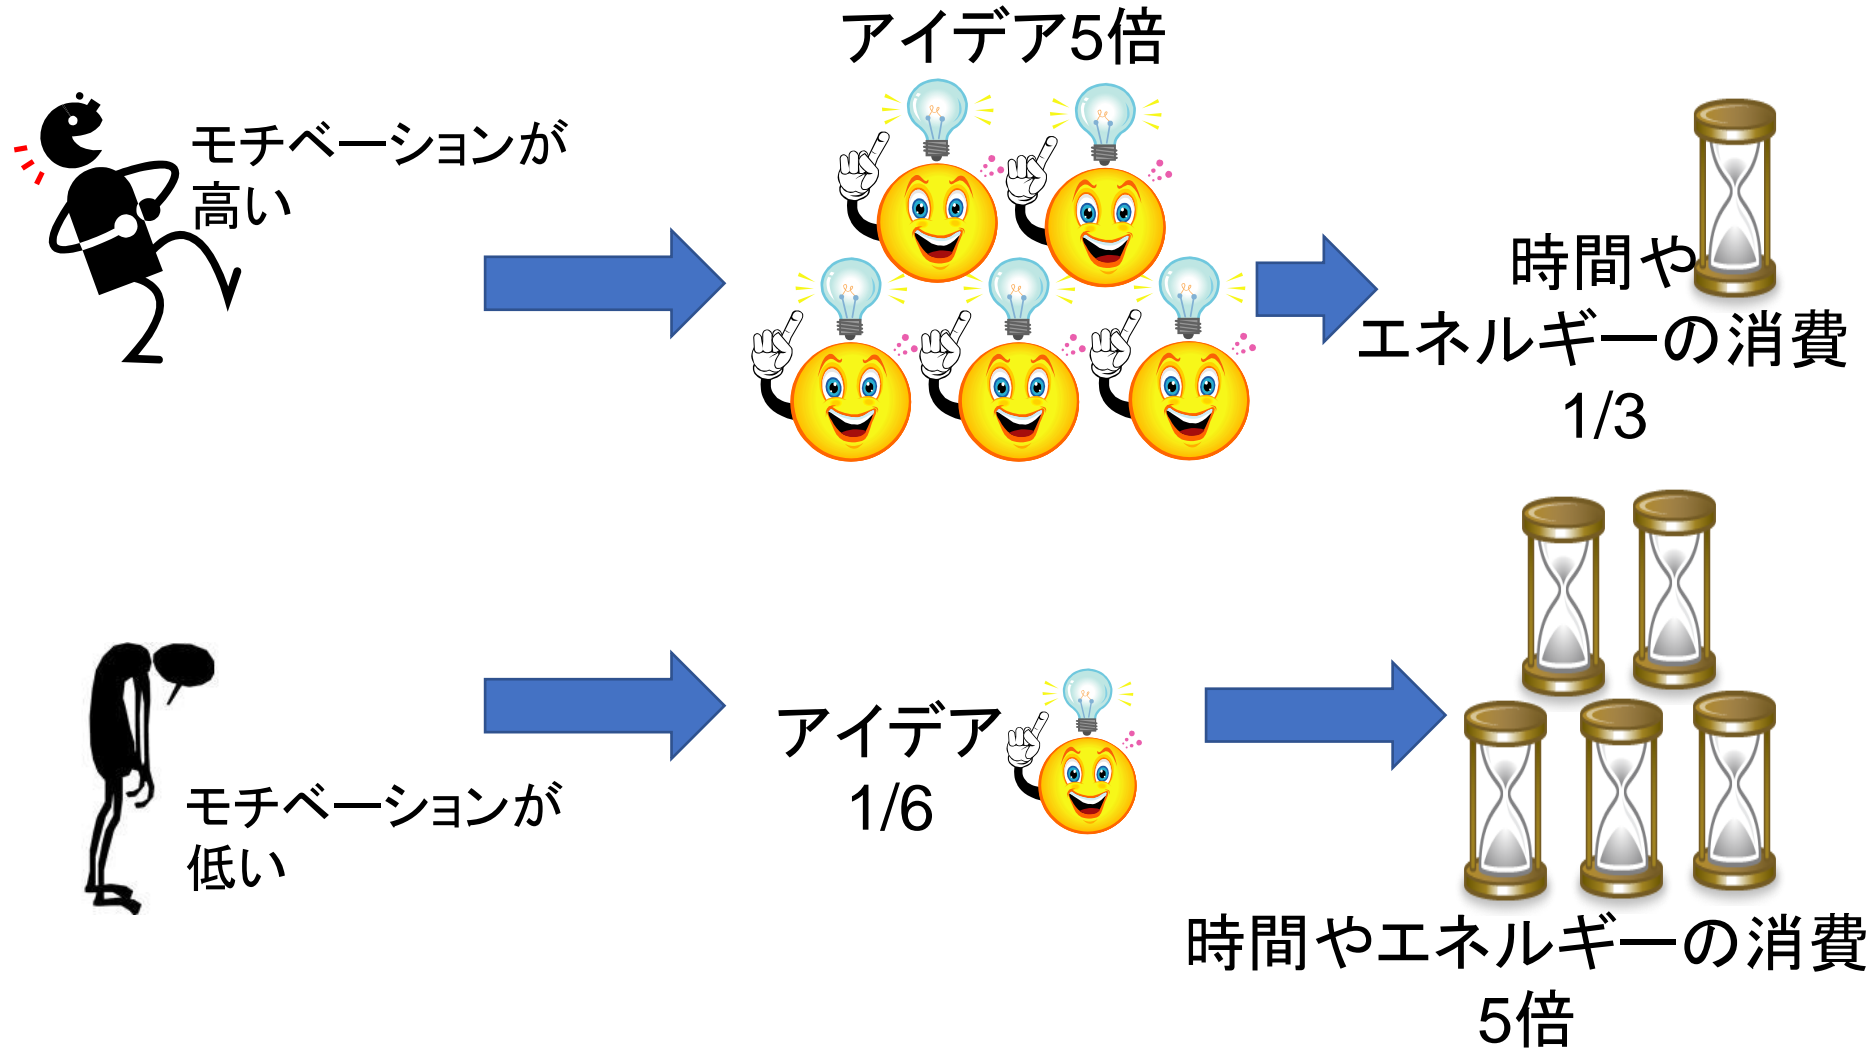 アイデア5倍
モチベーションが
高い
時間や
エネルギーの消費
1/3
モチベーションが
低い
アイデア
1/6
時間やエネルギーの消費
5倍